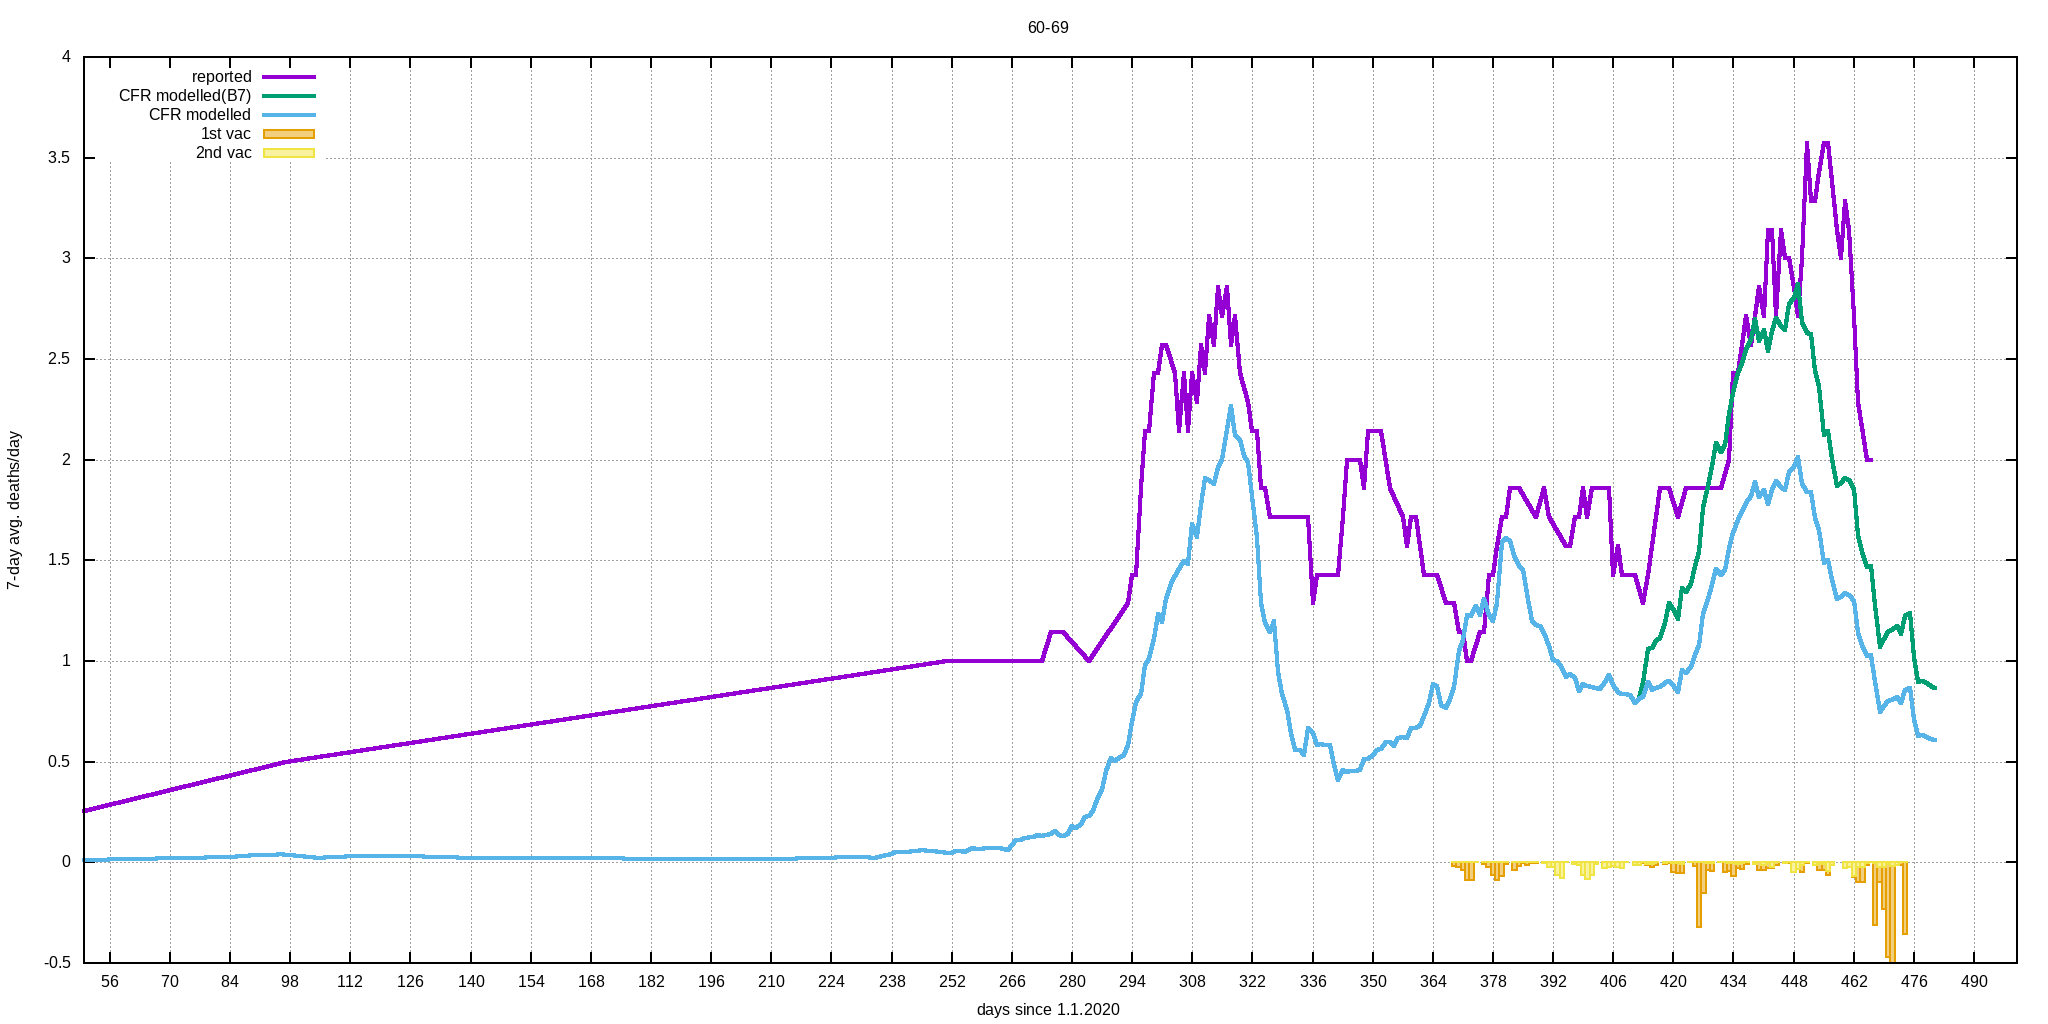 60-69
4
3.5
3
2.5
2
1.5
1
0.5
0
-0.5
7-day avg. deaths/day
reported
CFR modelled(B7)
CFR modelled
1st vac
2nd vac
56 70 84 98 112 126 140 154 168 182 196 210 224 238 252 266 280 294 308 322 336 350 364 378 392 406 420 434 448 462 476 490
days since 1.1.2020